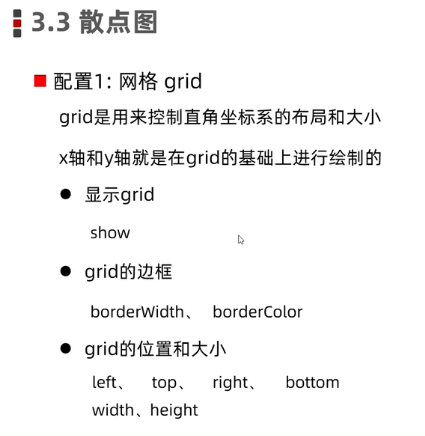 3.3 散点图
配置1: 网格 grid
grid是用来控制直角坐标系的布局和大小
x轴和y轴就是在grid的基础上进行绘制的
显示grid
show
grid的边框
borderWidth、 borderColor
grid的位置和大小
left、 top、 right、 bottom
width、height